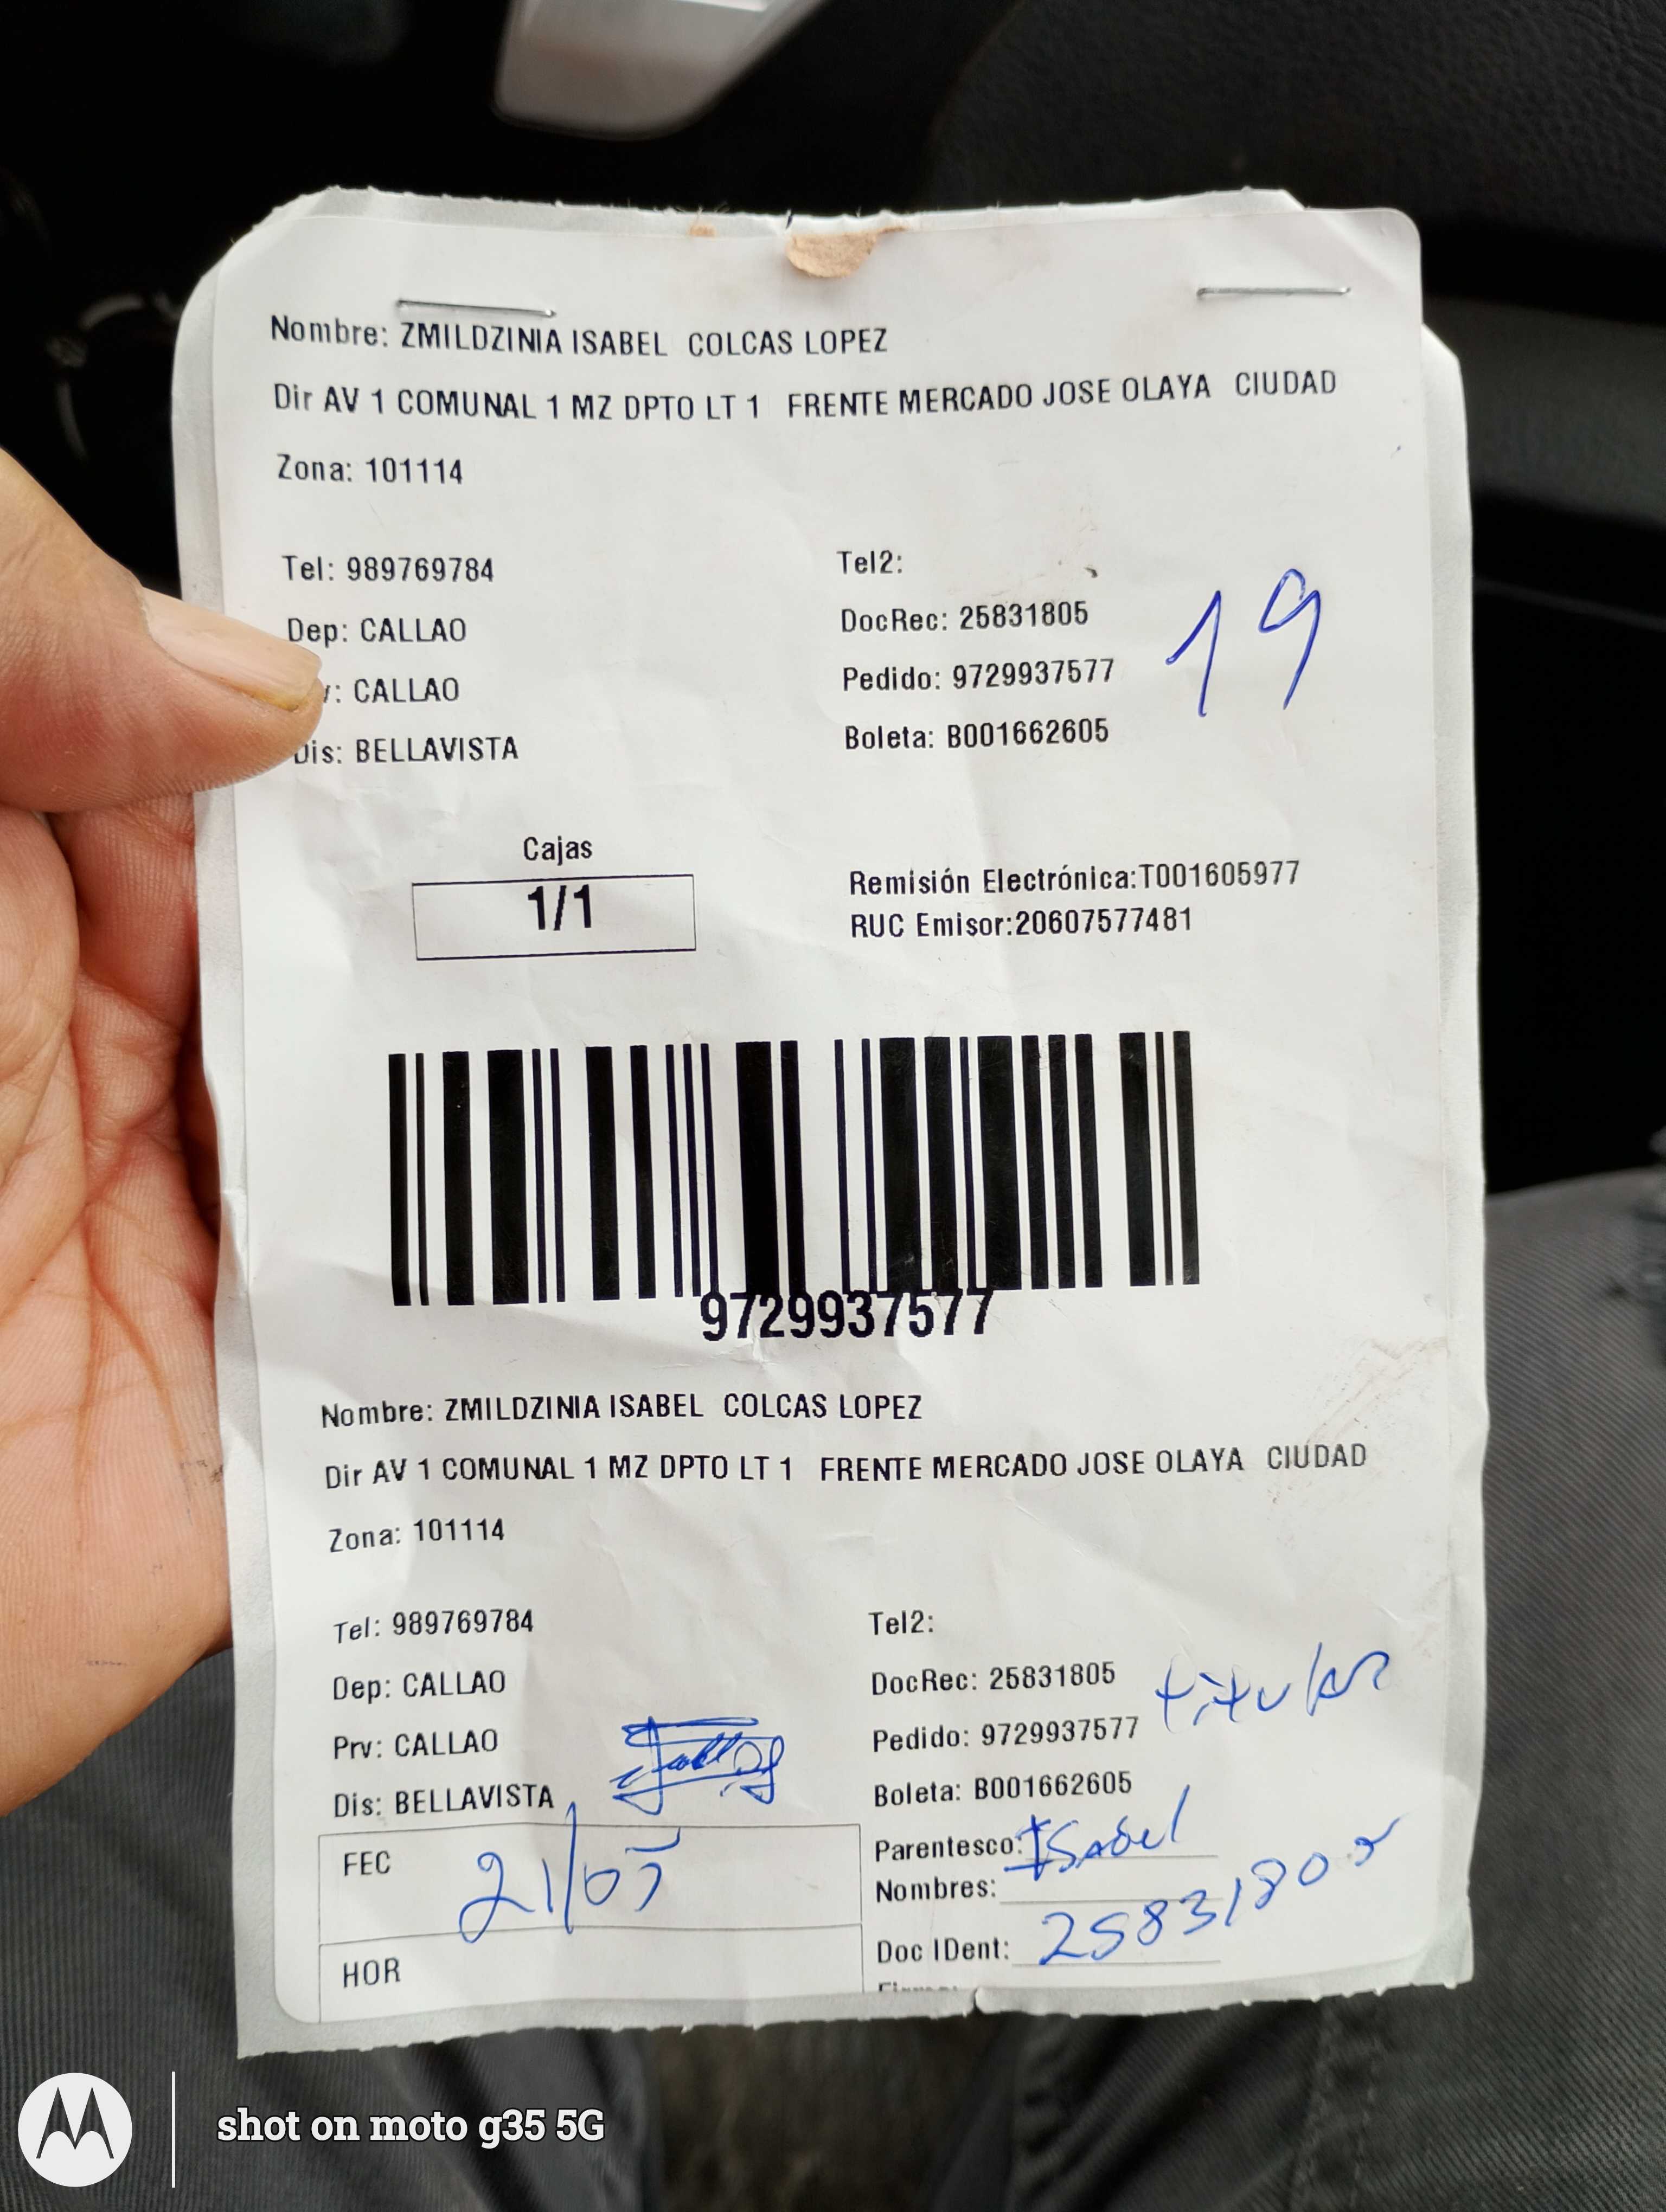 Nombre: ZMILDZINIA ISABEL COLCAS LOPEZ
Dir AV 1 COMUNAL 1 MZ DPTO LT 1 FRENTE MERCADO JOSE OLAYA CIUDAD
Zona: 101114
Tel: 989769784 Tel2:
Dep: CALLAO DocRec: 25831805
v: CALLAO Pedido: 9729937577
Dis: BELLAVISTA Boleta: B001662605
19
Cajas
1/1
Remisión Electrónica:T001605977
RUC Emisor:20607577481
9729937577
Nombre: ZMILDZINIA ISABEL COLCAS LOPEZ
Dir AV 1 COMUNAL 1 MZ DPTO LT 1 FRENTE MERCADO JOSE OLAYA CIUDAD
Zona: 101114
Tel: 989769784 Tel2:
Dep: CALLAO DocRec: 25831805 titular
Prv: CALLAO Pedido: 9729937577
Dis: BELLAVISTA Boleta: B001662605
FEC 21/05
HOR
Parentesco: Isabel
Nombres:
Doc IDent: 25831805
Firma:
shot on moto g35 5G